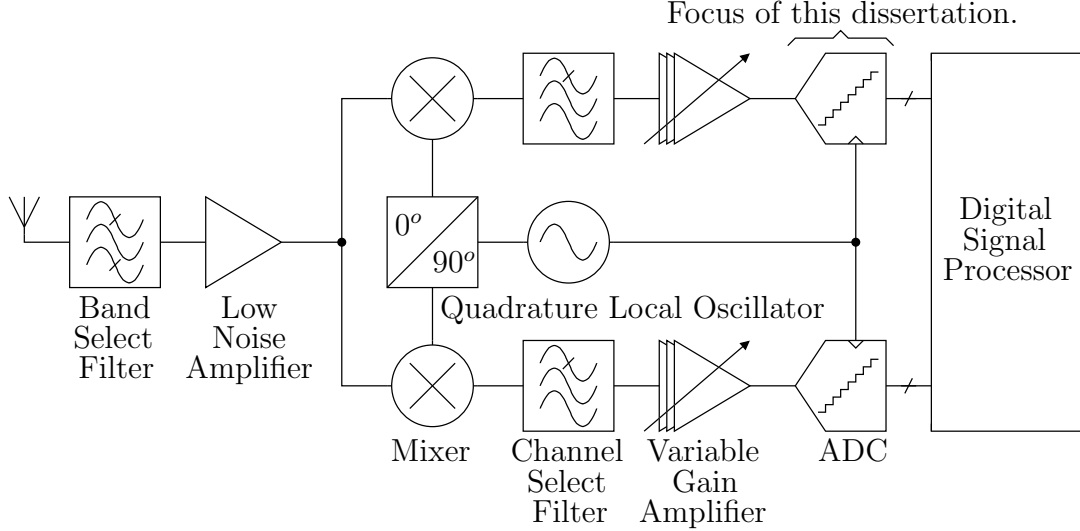 Focus of this dissertation.
0°
90°
Digital
Signal
Processor
Quadrature Local Oscillator
Band
Select
Filter
Low
Noise
Amplifier
Mixer
Channel
Select
Filter
Variable
Gain
Amplifier
ADC